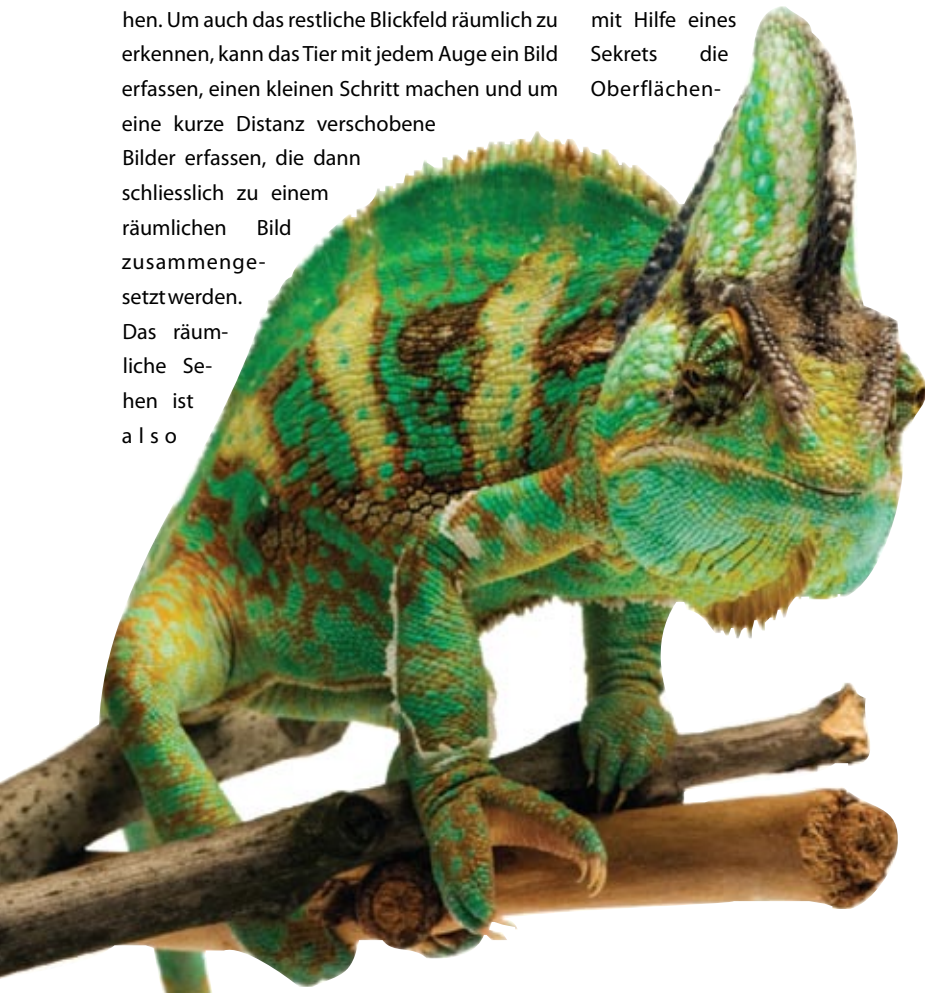 hen. Um auch das restliche Blickfeld räumlich zu
erkennen, kann das Tier mit jedem Auge ein Bild
erfassen, einen kleinen Schritt machen und um
eine kurze Distanz verschobene
Bilder erfassen, die dann
schliesslich zu einem
räumlichen Bild
zusammenge-
setzt werden.
Das räum-
liche Se-
hen ist
also
mit Hilfe eines
Sekrets die
Oberflächen-